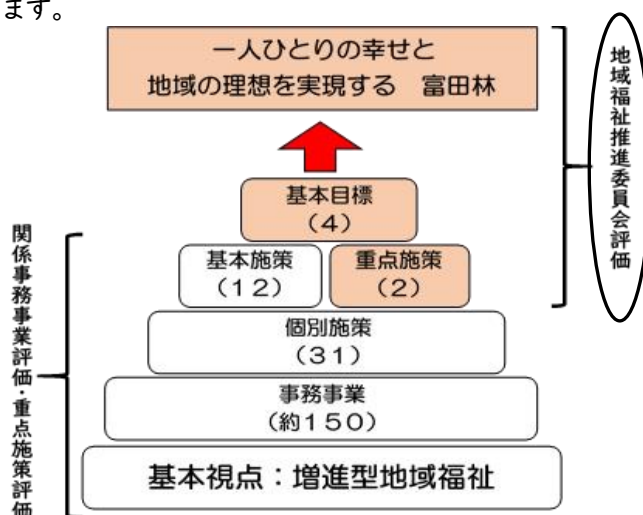 ます。
一人ひとりの幸せと
地域の理想を実現する　富田林
基本目標
（４）
基本施策
（１２）
重点施策
（２）
個別施策
（３１）
事務事業
（約１５０）
基本視点：増進型地域福祉
関係事務事業評価・重点施策評価
地域福祉推進委員会評価